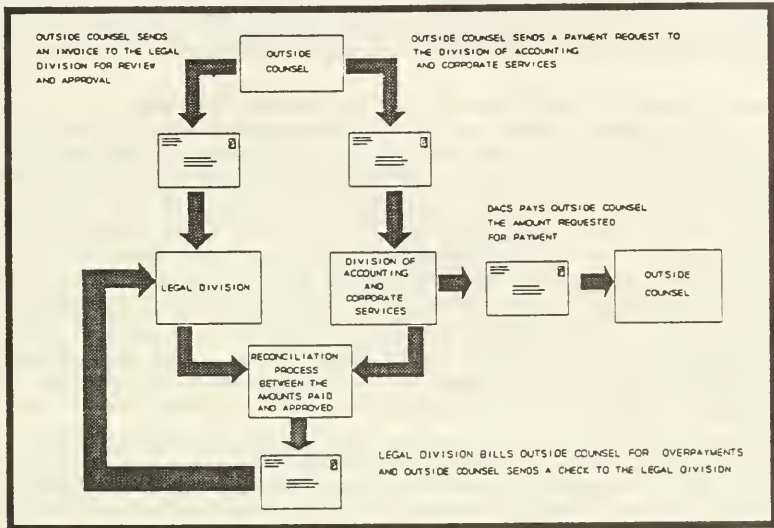 OUTSIDE COUNSEL SENDS
AN INVOICE TO THE LEGAL
DIVISION FOR REVIEW
AND APPROVAL
OUTSIDE
COUNSEL
OUTSIDE COUNSEL SENDS A PAYMENT REQUEST TO
THE DIVISION OF ACCOUNTING
AND CORPORATE SERVICES
DACS PAYS OUTSIDE COUNSEL
THE AMOUNT REQUESTED
FOR PAYMENT
LEGAL DIVISION
DIVISION OF
ACCOUNTING
AND
CORPORATE
SERVICES
OUTSIDE
COUNSEL
RECONCILIATION
PROCESS
BETWEEN THE
AMOUNTS PAID
AND APPROVED
LEGAL DIVISION BILLS OUTSIDE COUNSEL FOR OVERPAYMENTS
AND OUTSIDE COUNSEL SENDS A CHECK TO THE LEGAL DIVISION